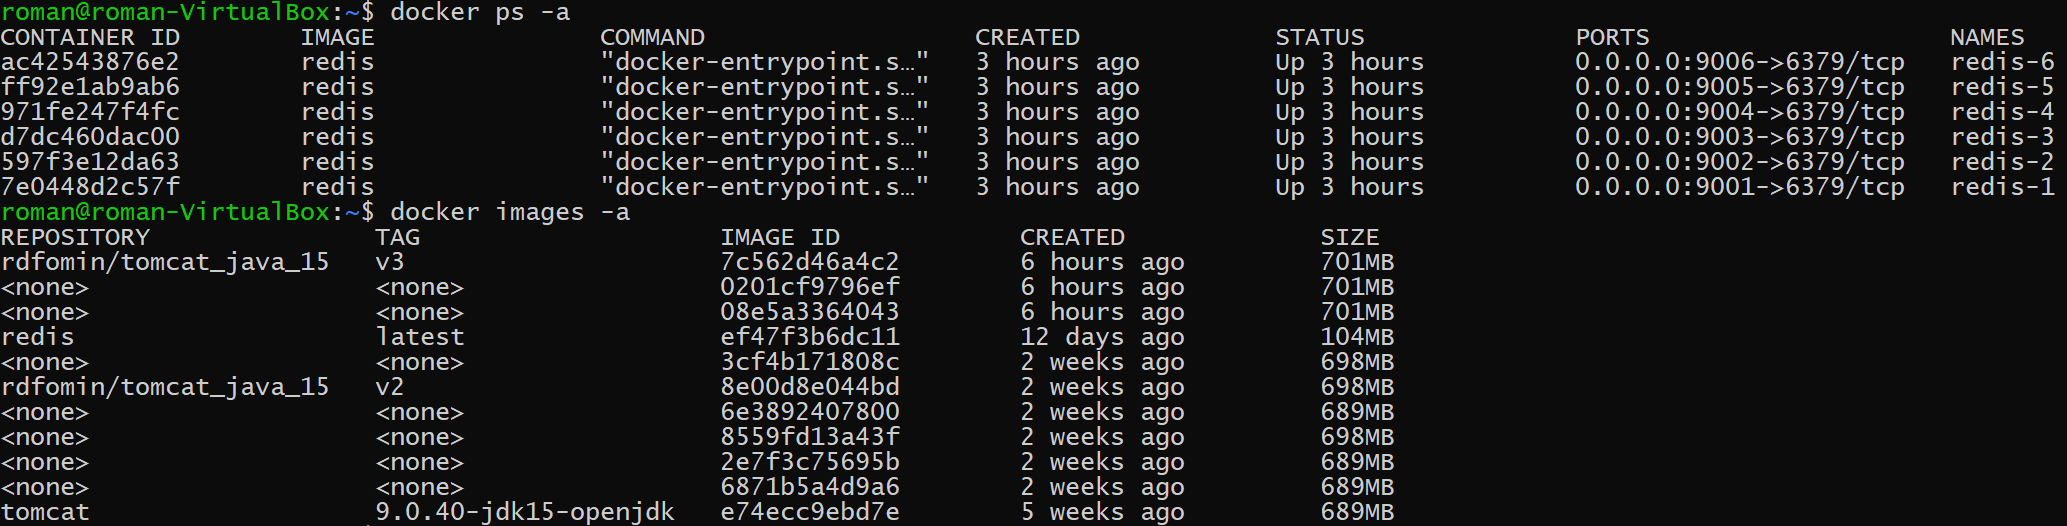 roman@roman-VirtualBox:~$ docker ps -a
CONTAINER ID        IMAGE               COMMAND                  CREATED             STATUS              PORTS                    NAMES
ac42543876e2        redis               "docker-entrypoint.s…"   3 hours ago         Up 3 hours          0.0.0.0:9006->6379/tcp   redis-6
ff92e1ab9ab6        redis               "docker-entrypoint.s…"   3 hours ago         Up 3 hours          0.0.0.0:9005->6379/tcp   redis-5
971fe247f4fc        redis               "docker-entrypoint.s…"   3 hours ago         Up 3 hours          0.0.0.0:9004->6379/tcp   redis-4
d7dc460dac00        redis               "docker-entrypoint.s…"   3 hours ago         Up 3 hours          0.0.0.0:9003->6379/tcp   redis-3
597f3e12da63        redis               "docker-entrypoint.s…"   3 hours ago         Up 3 hours          0.0.0.0:9002->6379/tcp   redis-2
7e0448d2c57f        redis               "docker-entrypoint.s…"   3 hours ago         Up 3 hours          0.0.0.0:9001->6379/tcp   redis-1
roman@roman-VirtualBox:~$ docker images -a
REPOSITORY               TAG                    IMAGE ID            CREATED             SIZE
rdfomin/tomcat_java_15   v3                     7c562d46a4c2        6 hours ago         701MB
<none>                   <none>                 0201cf9796ef        6 hours ago         701MB
<none>                   <none>                 08e5a3364043        6 hours ago         701MB
redis                    latest                 ef47f3b6dc11        12 days ago         104MB
<none>                   <none>                 3cf4b171808c        2 weeks ago         698MB
rdfomin/tomcat_java_15   v2                     8e00d8e044bd        2 weeks ago         698MB
<none>                   <none>                 6e3892407800        2 weeks ago         689MB
<none>                   <none>                 8559fd13a43f        2 weeks ago         698MB
<none>                   <none>                 2e7f3c75695b        2 weeks ago         689MB
<none>                   <none>                 6871b5a4d9a6        2 weeks ago         689MB
tomcat                   9.0.40-jdk15-openjdk   e74ecc9ebd7e        5 weeks ago         689MB